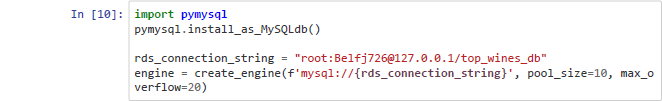 In [10]: import pymysql
pymysql.install_as_MySQLdb()
rds_connection_string = "root:Belfj726@127.0.0.1/top_wines_db"
engine = create_engine(f'mysql://{rds_connection_string}', pool_size=10, max_o
verflow=20)